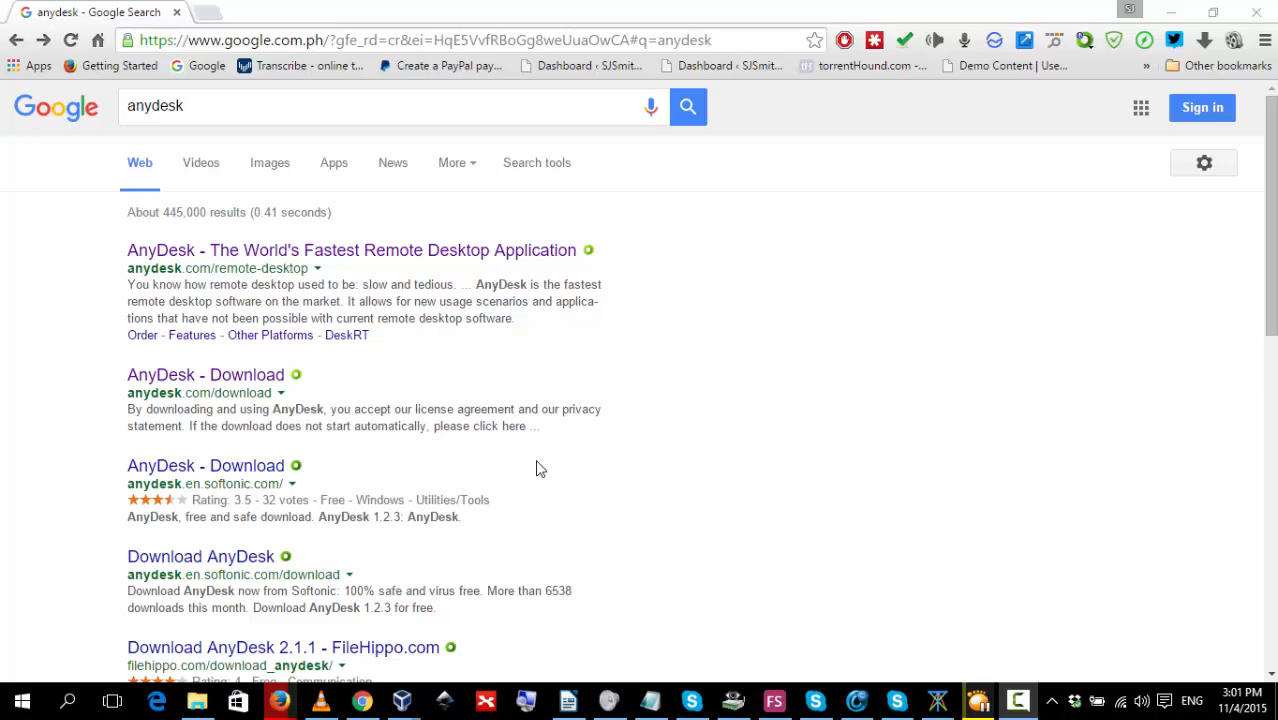 anydesk - Google Search
SJ
https://www.google.com.ph/?gfe_rd=cr&ei=HqE5VvfRBoGg8weUuaOwCA#q=anydesk
Apps Getting Started Google Transcribe - online t... Create a PayPal pay... Dashboard ‹ SJSmit... Dashboard ‹ SJSmit... torrentHound.com -... Demo Content | Use... » Other bookmarks
Google anydesk Sign in
Web Videos Images Apps News More Search tools
About 445,000 results (0.41 seconds)
AnyDesk - The World's Fastest Remote Desktop Application
anydesk.com/remote-desktop
You know how remote desktop used to be: slow and tedious. ... AnyDesk is the fastest
remote desktop software on the market. It allows for new usage scenarios and applica-
tions that have not been possible with current remote desktop software.
Order - Features - Other Platforms - DeskRT
AnyDesk - Download
anydesk.com/download
By downloading and using AnyDesk, you accept our license agreement and our privacy
statement. If the download does not start automatically, please click here ...
AnyDesk - Download
anydesk.en.softonic.com/
Rating: 3.5 - 32 votes - Free - Windows - Utilities/Tools
AnyDesk, free and safe download. AnyDesk 1.2.3: AnyDesk.
Download AnyDesk
anydesk.en.softonic.com/download
Download AnyDesk now from Softonic: 100% safe and virus free. More than 6538
downloads this month. Download AnyDesk 1.2.3 for free.
Download AnyDesk 2.1.1 - FileHippo.com
filehippo.com/download_anydesk/
Rating: 4 - Free - Communication
FS ENG 3:01 PM
11/4/2015